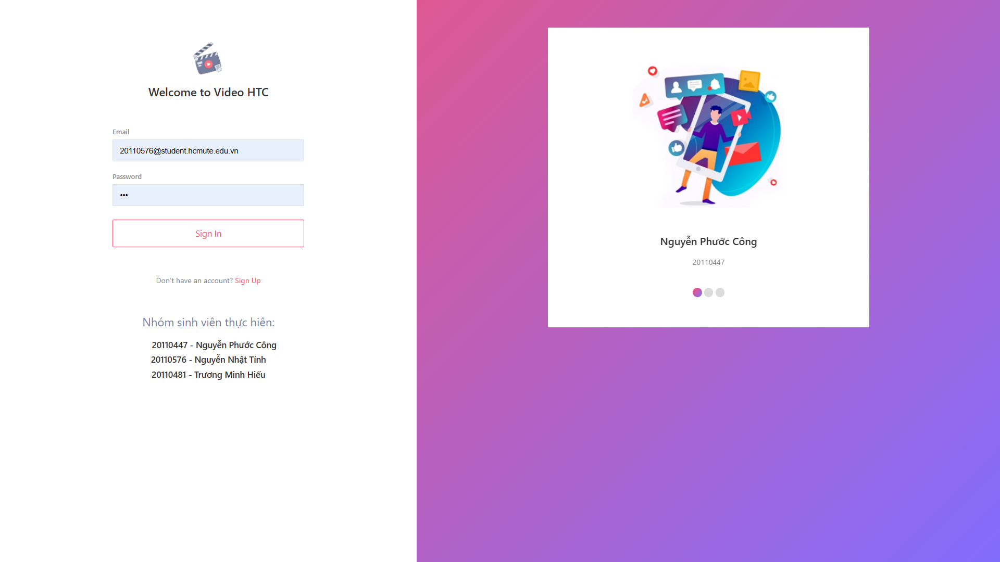 Welcome to Video HTC
Email
20110576@student.hcmute.edu.vn
Password
•••
Sign In
Don't have an account? Sign Up
Nhóm sinh viên thực hiên:
20110447 - Nguyễn Phước Công
20110576 - Nguyễn Nhật Tính
20110481 - Trương Minh Hiếu
Nguyễn Phước Công
20110447